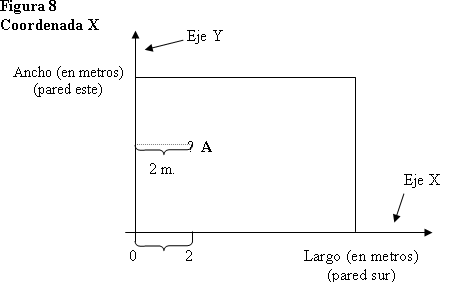 Figura 8
Coordenada X
Eje Y
Ancho (en metros)
(pared este)
? A
2 m.
Eje X
0
2
Largo (en metros)
(pared sur)